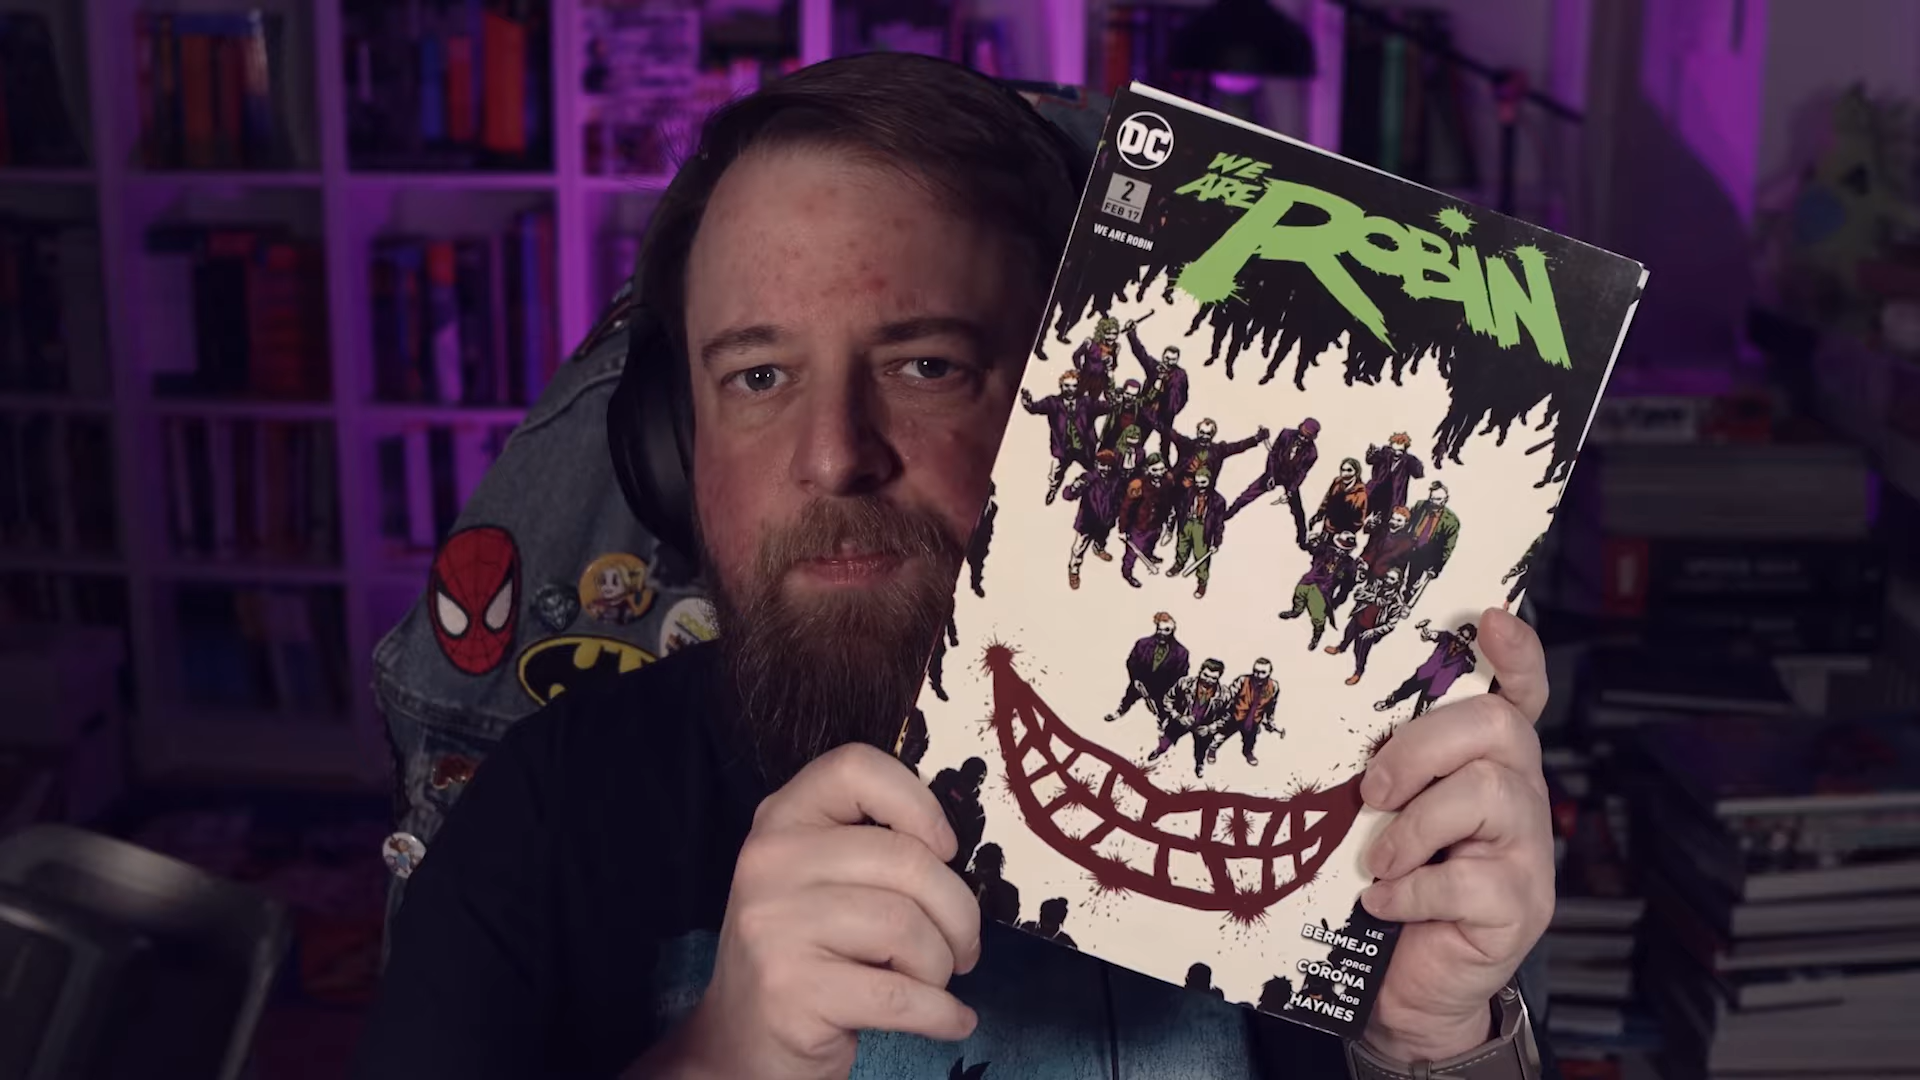 DC
2
FEB 17
WE ARE ROBIN
WE
ARE
ROBIN
LEE
BERMEJO
JORGE
CORONA
ROB
HAYNES